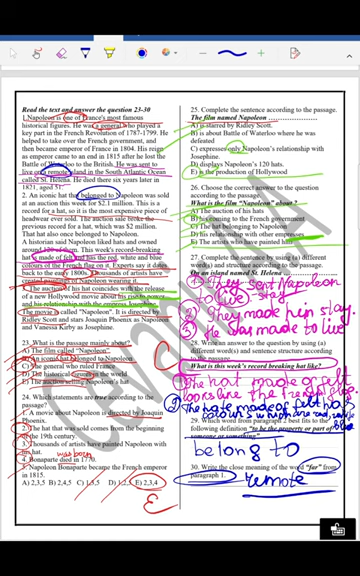 Read the text and answer the question 23-30
1.Napoleon is one of France's most famous
historical figures. He was a general who played a
key part in the French Revolution of 1787-1799. He
helped to take over the French government, and
then became emperor of France in 1804. His reign
as emperor came to an end in 1815 after he lost the
Battle of Waterloo to the British. He was sent to
live on a remote island in the South Atlantic Ocean
called St. Helena. He died there six years later in
1821, aged 51.
2. An iconic hat that belonged to Napoleon was sold
at an auction this week for $2.1 million. This is a
record for a hat, so it is the most expensive piece of
headwear ever sold. The auction sale broke the
previous record for a hat, which was $2 million.
That hat also once belonged to Napoleon.
A historian said Napoleon liked hats and owned
around 120 of them. This week's record-breaking
hat is made of felt and has the red, white and blue
colours of the French flag on it. Experts say it dates
back to the early 1800s. Thousands of artists have
created paintings of Napoleon wearing it.
The auction of his hat coincides with the release
of a new Hollywood movie about his rise to power
and his relationship with the empress Josephine.
The movie is called "Napoleon". It is directed by
Ridley Scott and stars Joaquin Phoenix as Napoleon
and Vanessa Kirby as Josephine.
23. What is the passage mainly about?
A) The film called "Napoleon"
B) An iconic hat belonged to Napoleon
C) The general who ruled France
D) The historical figures in the world
E) The auction selling Napoleon's hat
24. Which statements are true according to the
passage?
1. A movie about Napoleon is directed by Joaquin
Phoenix.
2. The hat that was sold comes from the beginning
of the 19th century.
3. Thousands of artists have painted Napoleon with
his hat.
was born
4. Bonaparte died in 1770.
5. Napoleon Bonaparte became the French emperor
in 1815.
A) 2,3,5 B) 2,4,5 C) 1,3,5 D) 1,2,3 E) 2,3,4
E
25. Complete the sentence according to the passage.
The film named Napoleon
A) is starred by Ridley Scott.
B) is about Battle of Waterloo where he was
defeated
C) expresses only Napoleon's relationship with
Josephine.
D) displays Napoleon's 120 hats.
E) is the production of Hollywood
26. Choose the correct answer to the question
according to the passage.
What is the film "Napoleon" about?
A) The auction of his hats
B) his joining to the French government
C) The hat belonging to Napoleon
D) his relationship with other empresses
E) The artists who have painted him
27. Complete the sentence by using (a) different
word(s) and structure according to the passage.
On an island named St. Helena
1 They sent Napoleon
to live / stay
2 They made him stay.
3 He was made to live
28. Write an answer to the question by using (a)
different word(s) and sentence structure according
to the passage.
What is this week's record breaking hat like?
1 The hat made of felt
looks like the French flag.
2 The hat made of felt has
colours which are red, white, blue
29. Which word from paragraph 2 best fits to the
following definition "to be the property or part of
someone or something"
belong to
30. Write the close meaning of the word "far" from
paragraph 1.
remote